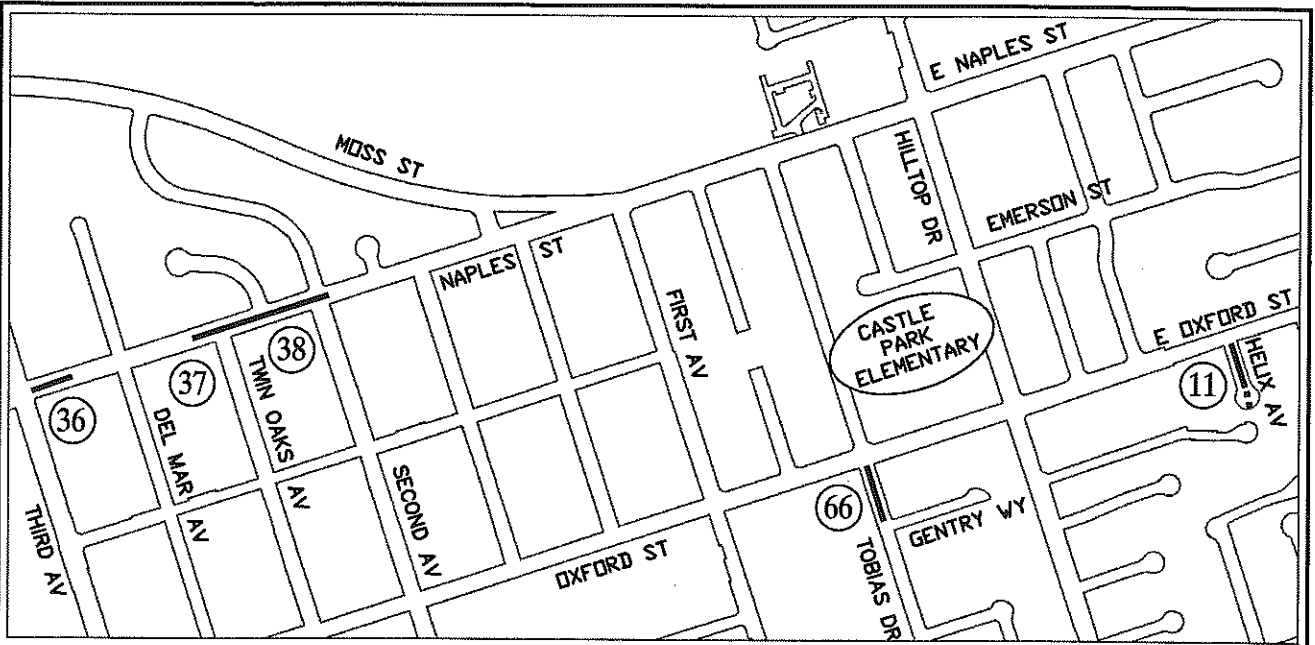 E NAPLES ST
MOSS ST
HILLTOP DR
EMERSON ST
NAPLES ST
FIRST AV
CASTLE
PARK
ELEMENTARY
E OXFORD ST
HELIX AV
38
37
36
11
TWIN OAKS AV
DEL MAR AV
SECOND AV
THIRD AV
66
GENTRY WY
OXFORD ST
TOBIAS DR